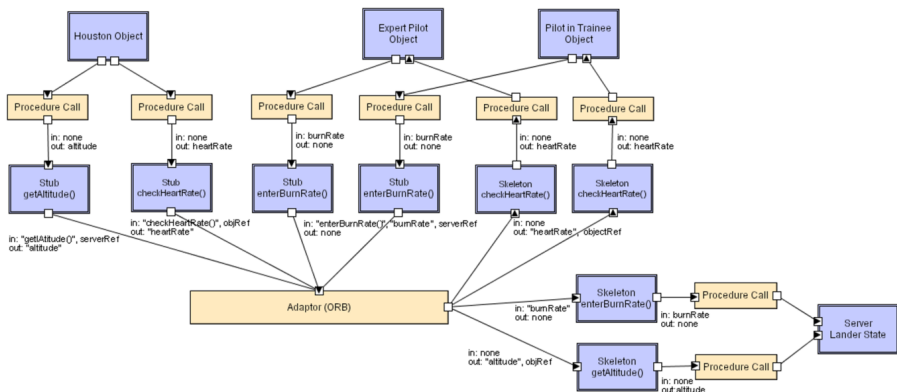 Houston Object
Expert Pilot
Object
Pilot in Trainee
Object
Procedure Call
Procedure Call
Procedure Call
Procedure Call
Procedure Call
Procedure Call
in: none
out: altitude
in: none
out: heartRate
in: burnRate
out: none
in: burnRate
out: none
in: none
out: heartRate
in: none
out: heartRate
Stub
getAltitude()
Stub
checkHeartRate()
Stub
enterBurnRate()
Stub
enterBurnRate()
Skeleton
checkHeartRate()
Skeleton
checkHeartRate()
in: "getlAtitude()", serverRef
out: "altitude"
in: "checkHeartRate()", objRef
out: "heartRate"
in: "enterBurnRate()", "burnRate", serverRef
out: none
in: none
out: "heartRate", objectRef
Adaptor (ORB)
in: "burnRate"
out: none
Skeleton
enterBurnRate()
in: burnRate
out: none
Procedure Call
Server
Lander State
in: none
out: "altitude", objRef
Skeleton
getAltitude()
in: none
out:altitude
Procedure Call